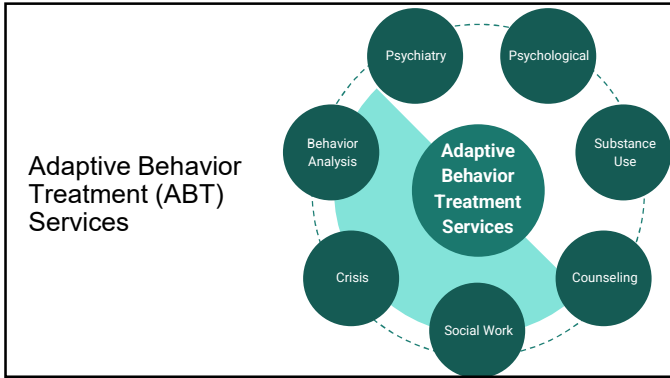 Adaptive Behavior
Treatment (ABT)
Services
Psychiatry
Psychological
Behavior
Analysis
Adaptive
Behavior
Treatment
Services
Substance
Use
Crisis
Counseling
Social Work